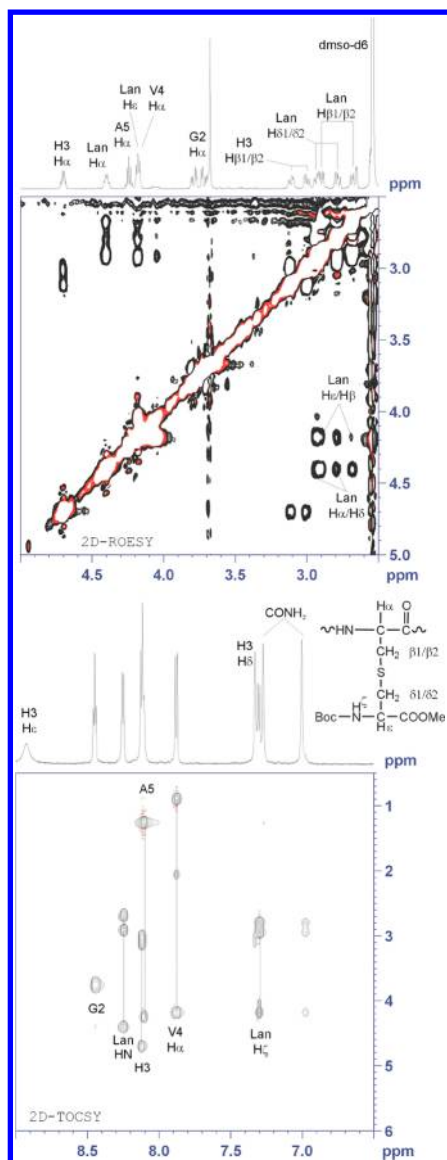 dmso-d6
Lan
Hε
V4
Hα
Lan
Hβ1/β2
A5
Hα
Lan
Hδ1/δ2
H3
Hα
Lan
Hα
G2
Hα
H3
Hβ1/β2
ppm
3.0
3.5
Lan
Hε/Hβ
4.0
4.5
Lan
Hα/Hδ
2D-ROESY
5.0
4.5
4.0
3.5
3.0
ppm
ppm
CONH2
Hα
O
HN
CH2
β1/β2
H3
Hδ
S
CH2
δ1/δ2
H3
Hε
Hζ
Boc-N
COOMe
Hε
A5
1
2
3
G2
Lan
HN
H3
V4
Hα
Lan
Hζ
4
5
2D-TOCSY
6
8.5
8.0
7.5
7.0
ppm
ppm